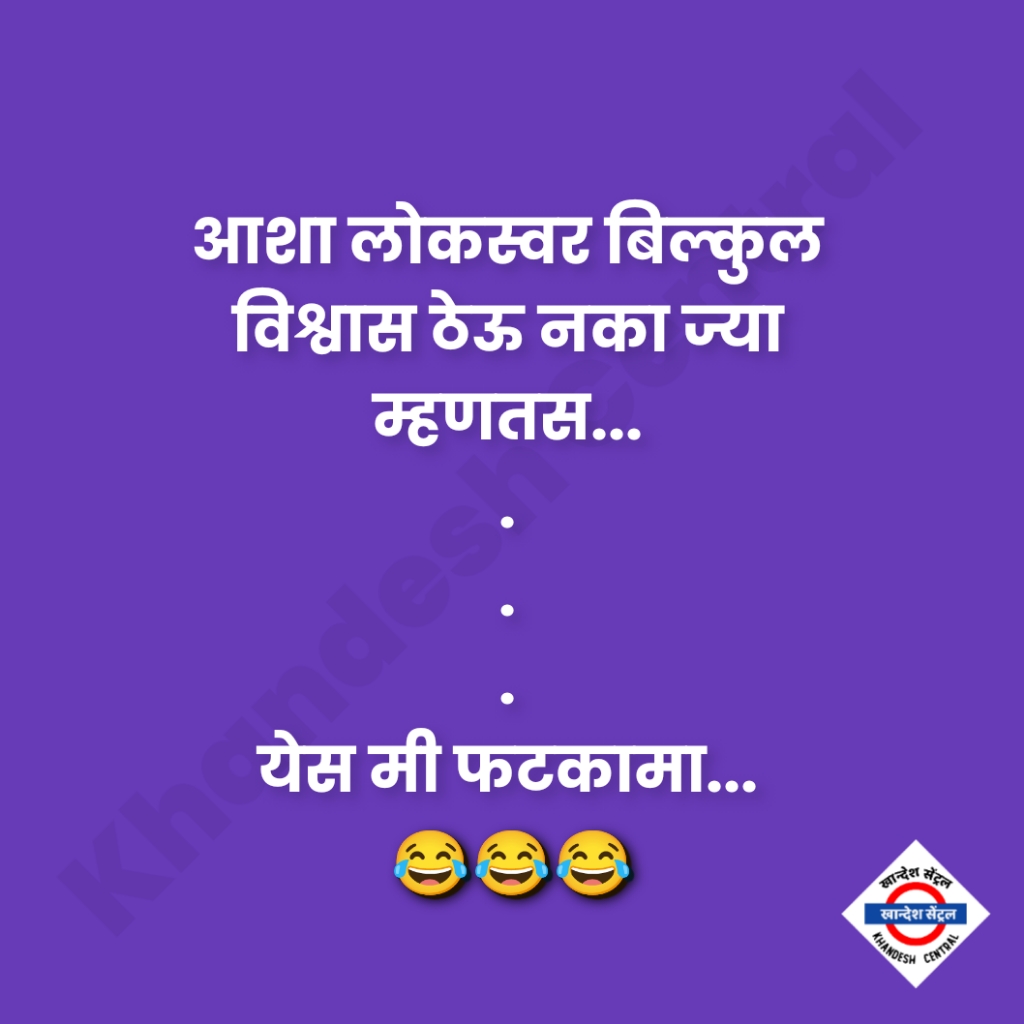 आशा लोकस्वर बिल्कुल
विश्वास ठेऊ नका ज्या
म्हणतस...
.
.
.
येस मी फटकामा...
😂😂😂
Khandesh Central
खान्देश सेंट्रल
खान्देश सेंट्रल
KHANDESH CENTRAL